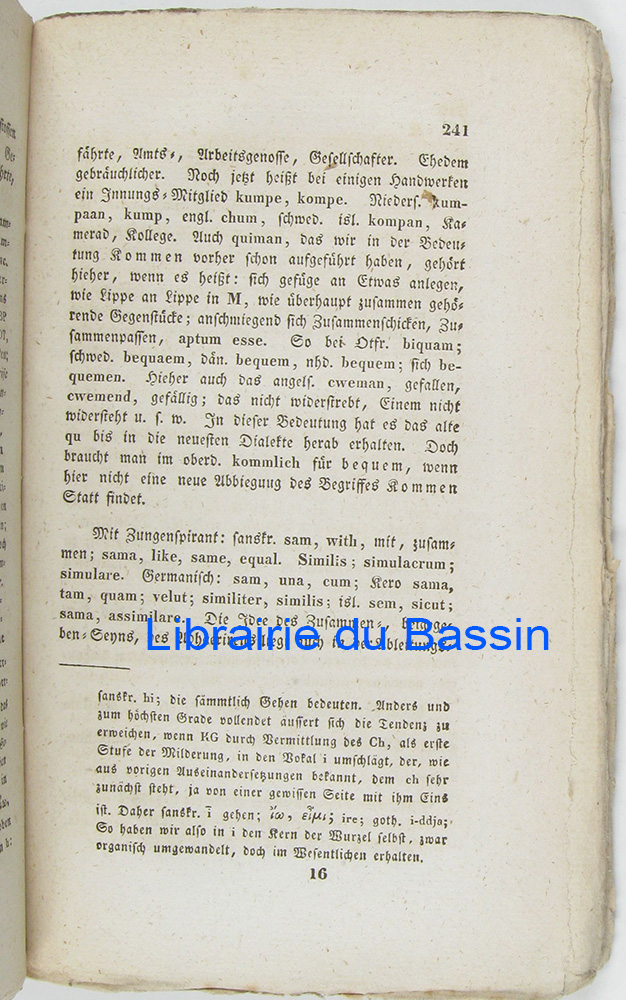 241
fährte, Amts-, Arbeitsgenosse, Gesellschafter. Ehedem
gebräuchlicher. Noch jetzt heißt bei einigen Handwerken
ein Innungs-Mitglied kumpe, kompe. Nieders. kum-
paan, kump, engl. chum, schwed. isl. kompan, Ka-
merad, Kollege. Auch quiman, das wir in der Bedeu-
tung Kommen vorher schon aufgeführt haben, gehört
hieher, wenn es heißt: sich gefüge an Etwas anlegen,
wie Lippe an Lippe in M, wie überhaupt zusammen gehö-
rende Gegenstücke; anschmiegend sich Zusammenschicken, Zu-
sammenpassen, aptum esse. So bei Otfr. biquam;
schwed. bequaem, dän. bequem, nhd. bequem; sich be-
quemen. Hieher auch das angels. cweman, gefallen,
cwemend, gefällig; das nicht widerstrebt, Einem nicht
widersteht u. s. w. In dieser Bedeutung hat es das alte
qu bis in die neuesten Dialekte herab erhalten. Doch
braucht man im oberd. kommlich für bequem, wenn
hier nicht eine neue Abbieguug des Begriffes Kommen
Statt findet.
Mit Zungenspirant: sanskr. sam, with, mit, zusam-
men; sama, like, same, equal. Similis; simulacrum;
simulare. Germanisch: sam, una, cum; Kero sama,
tam, quam; velut; similiter, similis; isl. sem, sicut;
sama, assimilare. Die Idee des Zusammen-, beigege-
ben-Seyns, des liegt auch in der Ableitungs-
Librairie du Bassin
sanskr. hi; die sämmtlich Gehen bedeuten. Anders und
zum höchsten Grade vollendet äussert sich die Tendenz zu
erweichen, wenn KG durch Vermittlung des Ch, als erste
Stufe der Milderung, in den Vokal i umschlägt, der, wie
aus vorigen Auseinandersetzungen bekannt, dem ch sehr
zunächst steht, ja von einer gewissen Seite mit ihm Eins
ist. Daher sanskr. ī gehen; ἴω, εἶμι; ire; goth. i-ddja;
So haben wir also in i den Kern der Wurzel selbst, zwar
organisch umgewandelt, doch im Wesentlichen erhalten.
16